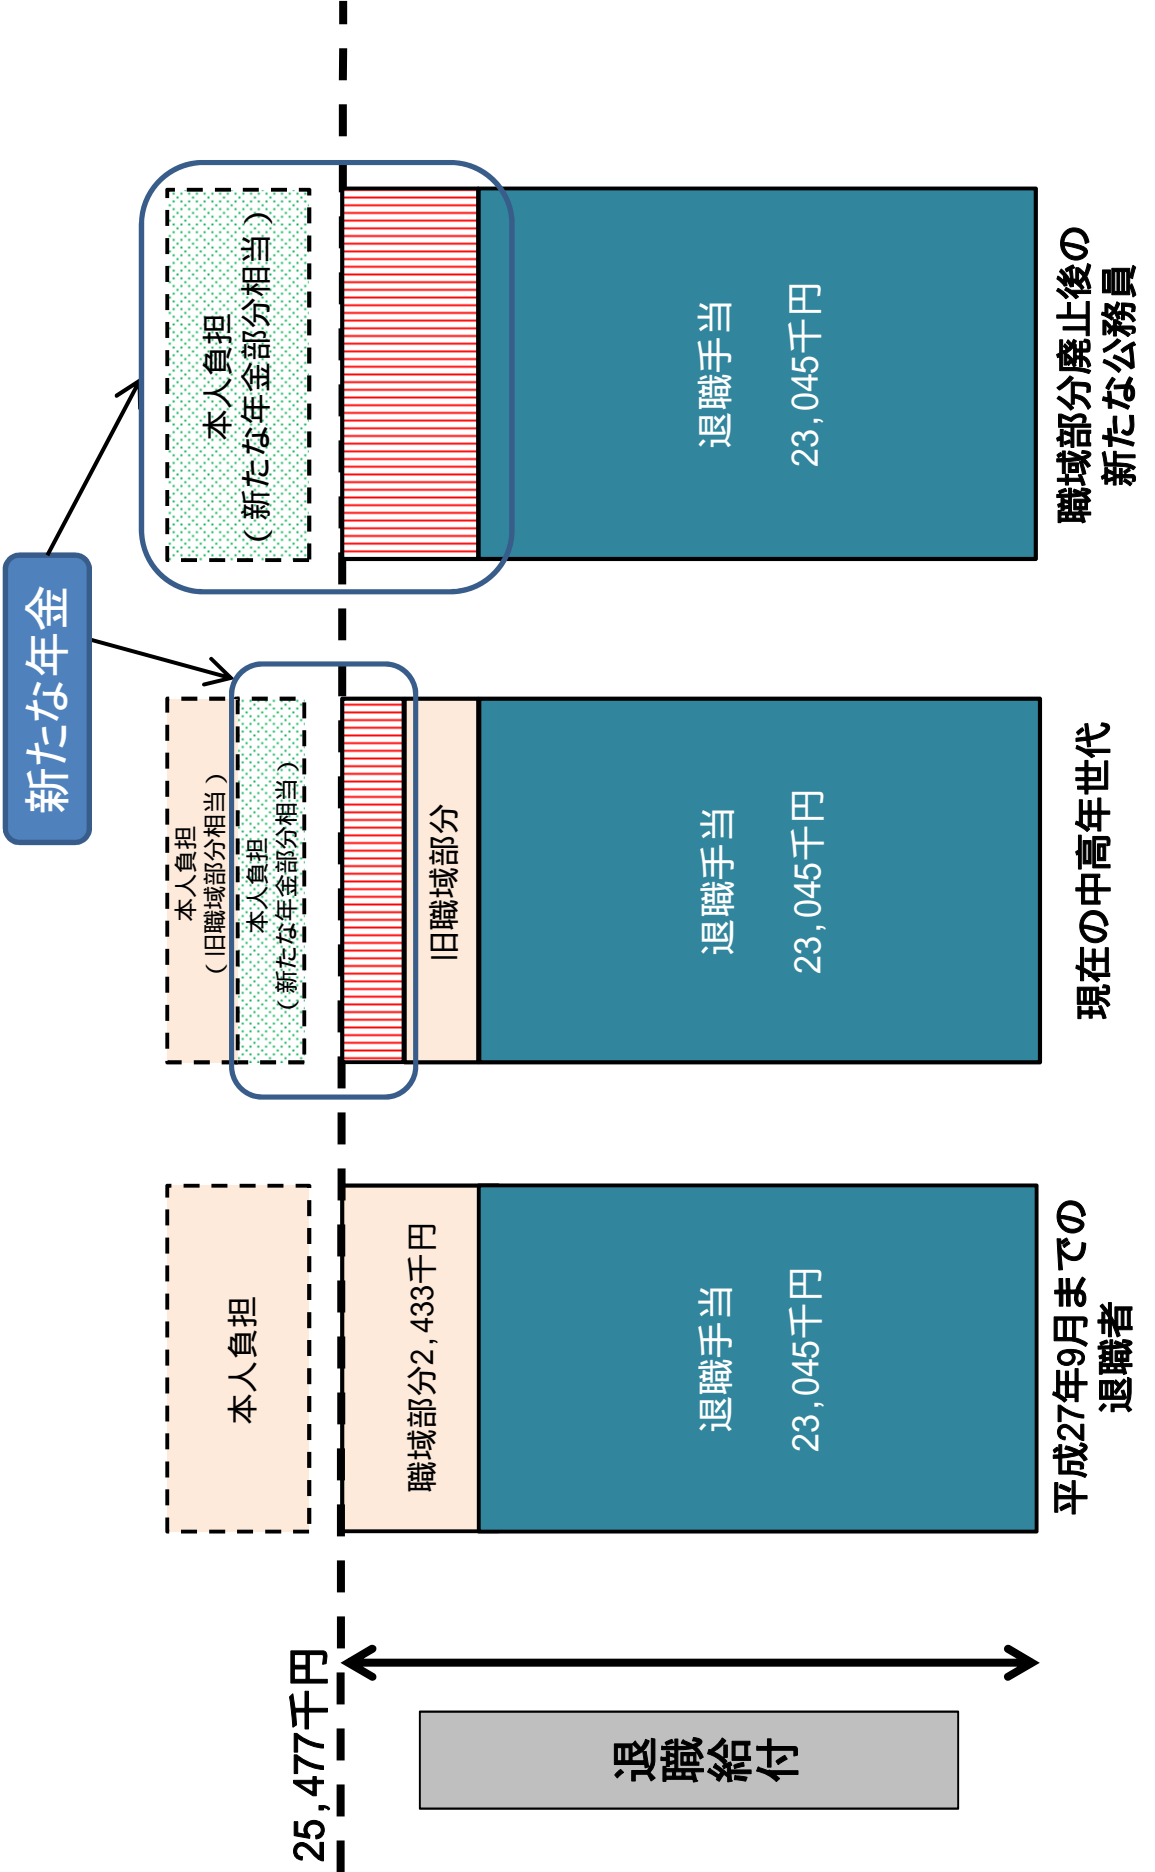 新たな年金
25,477千円
退職給付
本人負担
職域部分2,433千円
退職手当
23,045千円
平成27年9月までの
退職者
本人負担
(旧職域部分相当)
本人負担
(新たな年金部分相当)
旧職域部分
退職手当
23,045千円
現在の中高年世代
本人負担
(新たな年金部分相当)
退職手当
23,045千円
職域部分廃止後の
新たな公務員